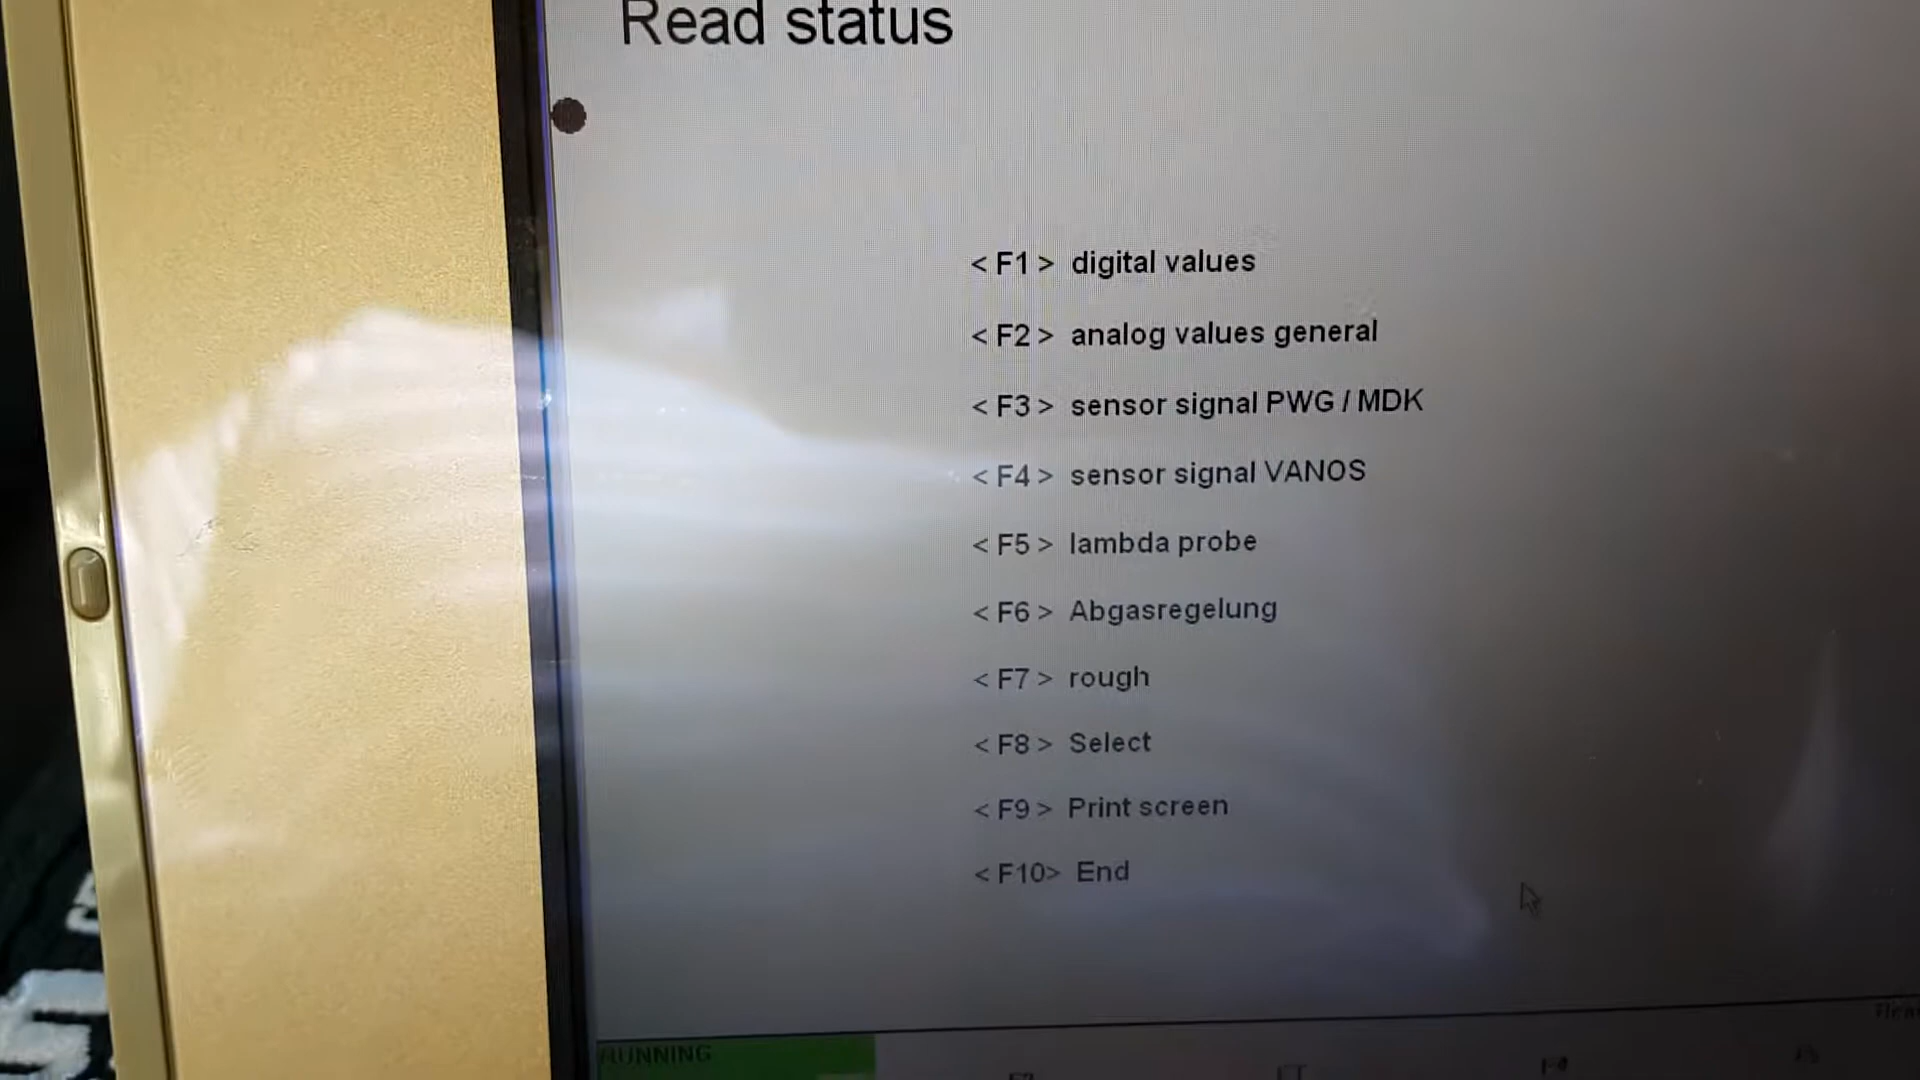 Read status
< F1 > digital values
< F2 > analog values general
< F3 > sensor signal PWG / MDK
< F4 > sensor signal VANOS
< F5 > lambda probe
< F6 > Abgasregelung
< F7 > rough
< F8 > Select
< F9 > Print screen
< F10> End
RUNNING
F4